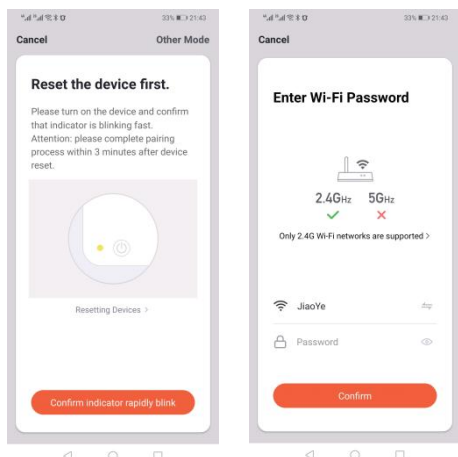 33% 21:43
Cancel Other Mode
Reset the device first.
Please turn on the device and confirm
that indicator is blinking fast.
Attention: please complete pairing
process within 3 minutes after device
reset.
Resetting Devices >
Confirm indicator rapidly blink
33% 21:43
Cancel
Enter Wi-Fi Password
2.4GHz 5GHz
Only 2.4G Wi-Fi networks are supported >
JiaoYe
Password
Confirm